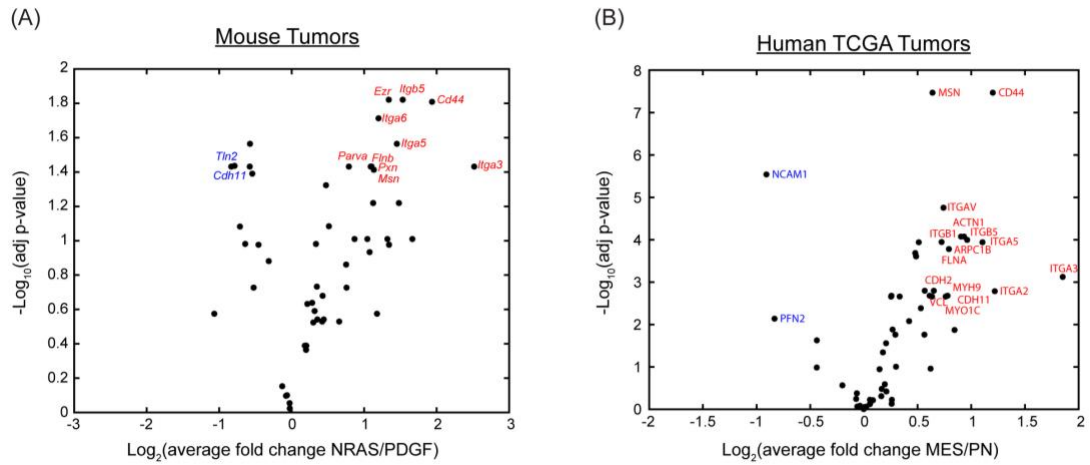 (A)
Mouse Tumors
2
1.8
1.6
1.4
1.2
1
0.8
0.6
0.4
0.2
0
-3
-2
-1
0
1
2
3
-Log10(adj p-value)
Log2(average fold change NRAS/PDGF)
Ezr
Itgb5
Cd44
Itga6
Itga5
Tln2
Cdh11
Parva
Flnb
Pxn
Msn
Itga3
(B)
Human TCGA Tumors
8
7
6
5
4
3
2
1
0
-2
-1.5
-1
-0.5
0
0.5
1
1.5
2
-Log10(adj p-value)
Log2(average fold change MES/PN)
MSN
CD44
NCAM1
ITGAV
ACTN1
ITGB1
ITGB5
ITGA5
ARPC1B
FLNA
ITGA3
CDH2
MYH9
ITGA2
VCL
CDH11
MYO1C
PFN2